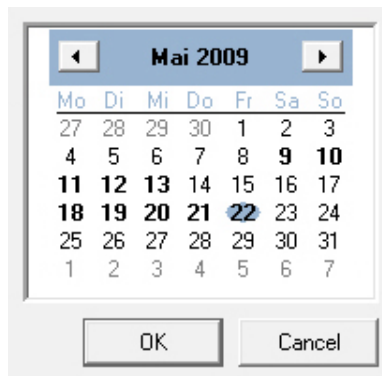 Mai 2009
Mo Di Mi Do Fr Sa So
27 28 29 30 1 2 3
4 5 6 7 8 9 10
11 12 13 14 15 16 17
18 19 20 21 22 23 24
25 26 27 28 29 30 31
1 2 3 4 5 6 7
OK Cancel